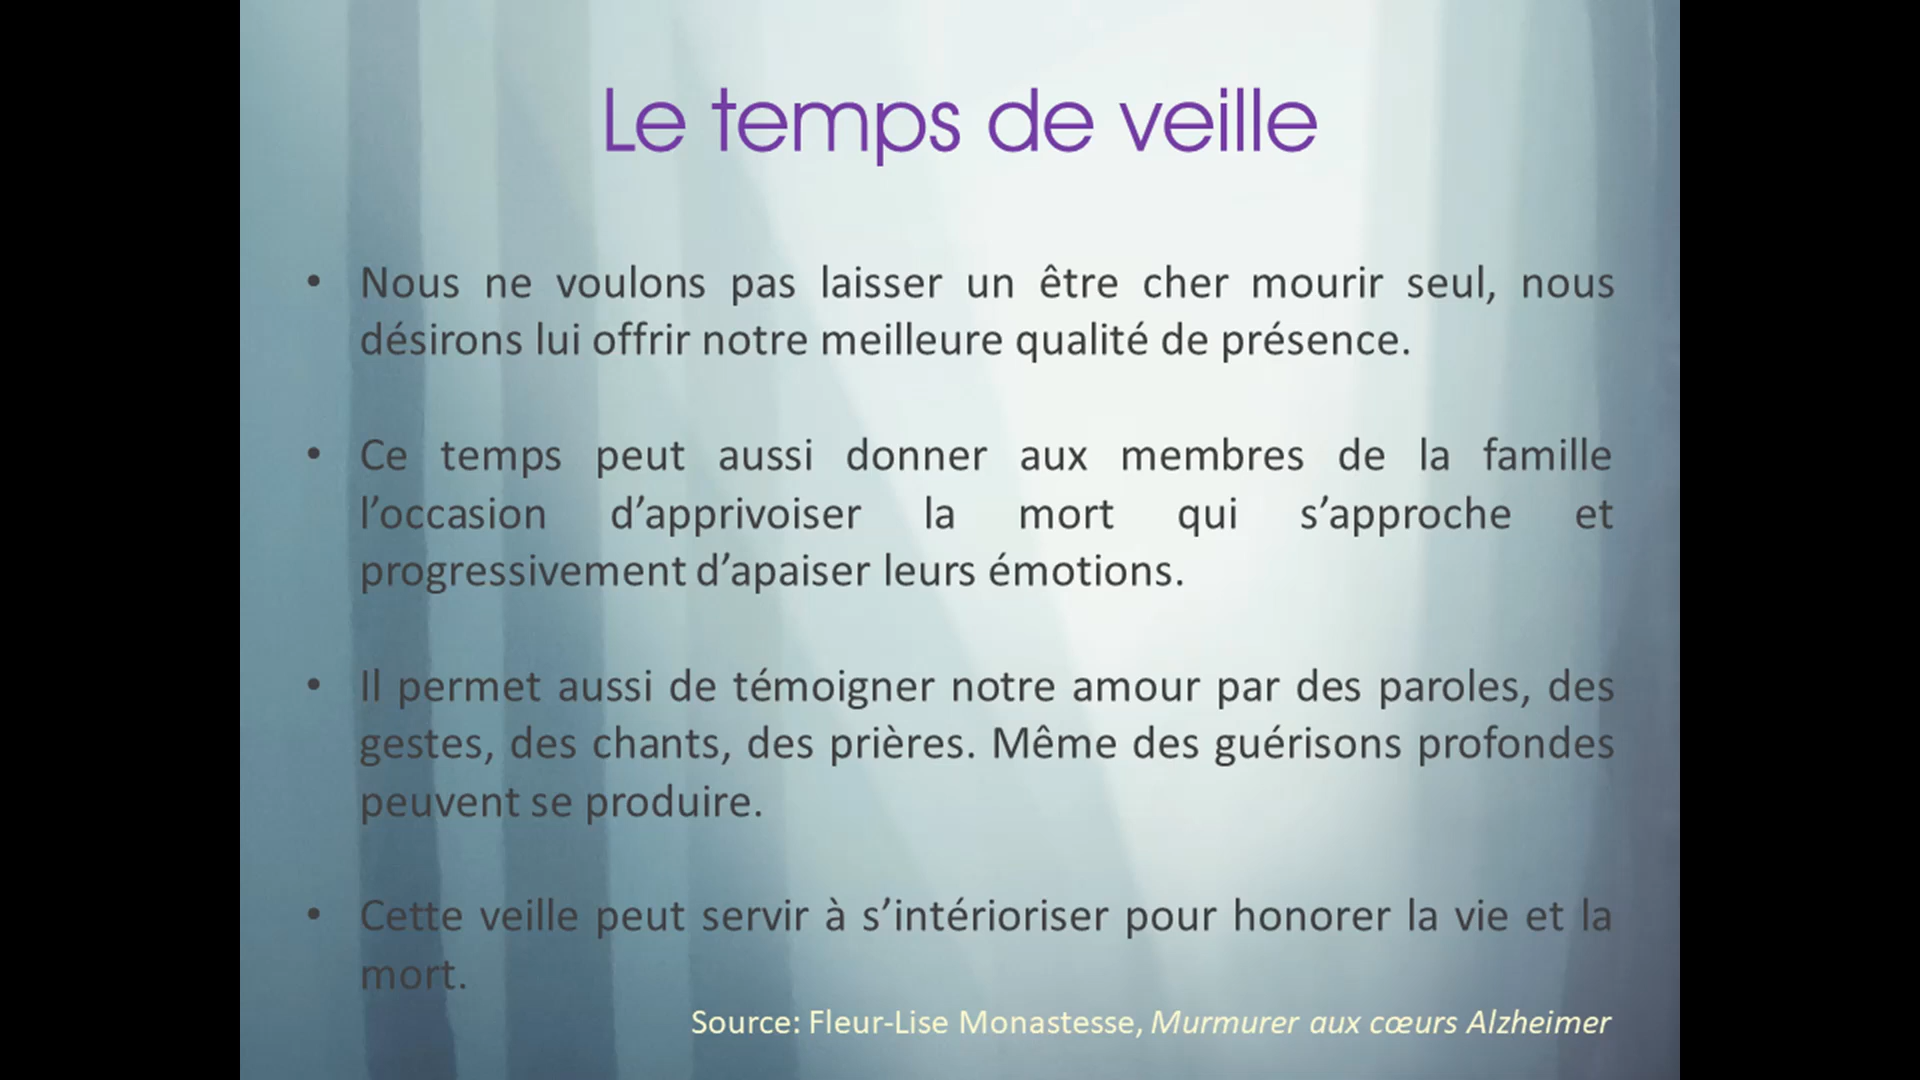 Le temps de veille
• Nous ne voulons pas laisser un être cher mourir seul, nous
désirons lui offrir notre meilleure qualité de présence.
• Ce temps peut aussi donner aux membres de la famille
l’occasion d’apprivoiser la mort qui s’approche et
progressivement d’apaiser leurs émotions.
• Il permet aussi de témoigner notre amour par des paroles, des
gestes, des chants, des prières. Même des guérisons profondes
peuvent se produire.
• Cette veille peut servir à s’intérioriser pour honorer la vie et la
mort.
Source: Fleur-Lise Monastesse, Murmurer aux cœurs Alzheimer